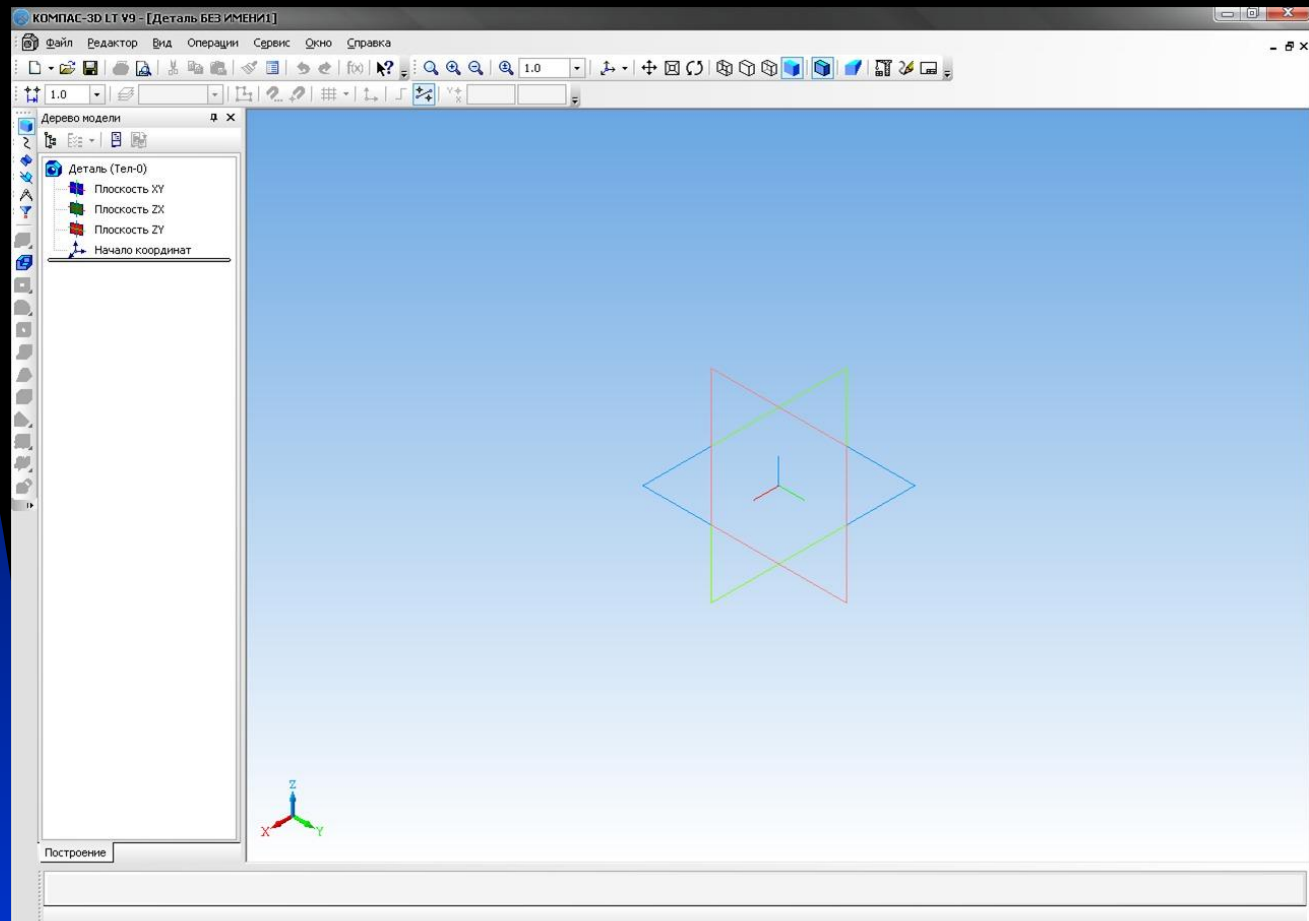 КОМПАС-3D LT V9 - [Деталь БЕЗ ИМЕНИ1]
Файл Редактор Вид Операции Сервис Окно Справка
1.0
1.0
Дерево модели
Деталь (Тел-0)
Плоскость XY
Плоскость ZX
Плоскость ZY
Начало координат
Z
X Y
Построение